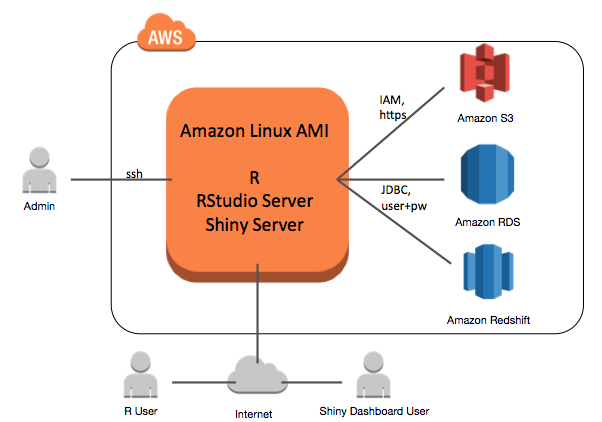 AWS
Amazon Linux AMI
R
RStudio Server
Shiny Server
IAM,
https
Amazon S3
ssh
Admin
JDBC,
user+pw
Amazon RDS
Amazon Redshift
R User
Internet
Shiny Dashboard User